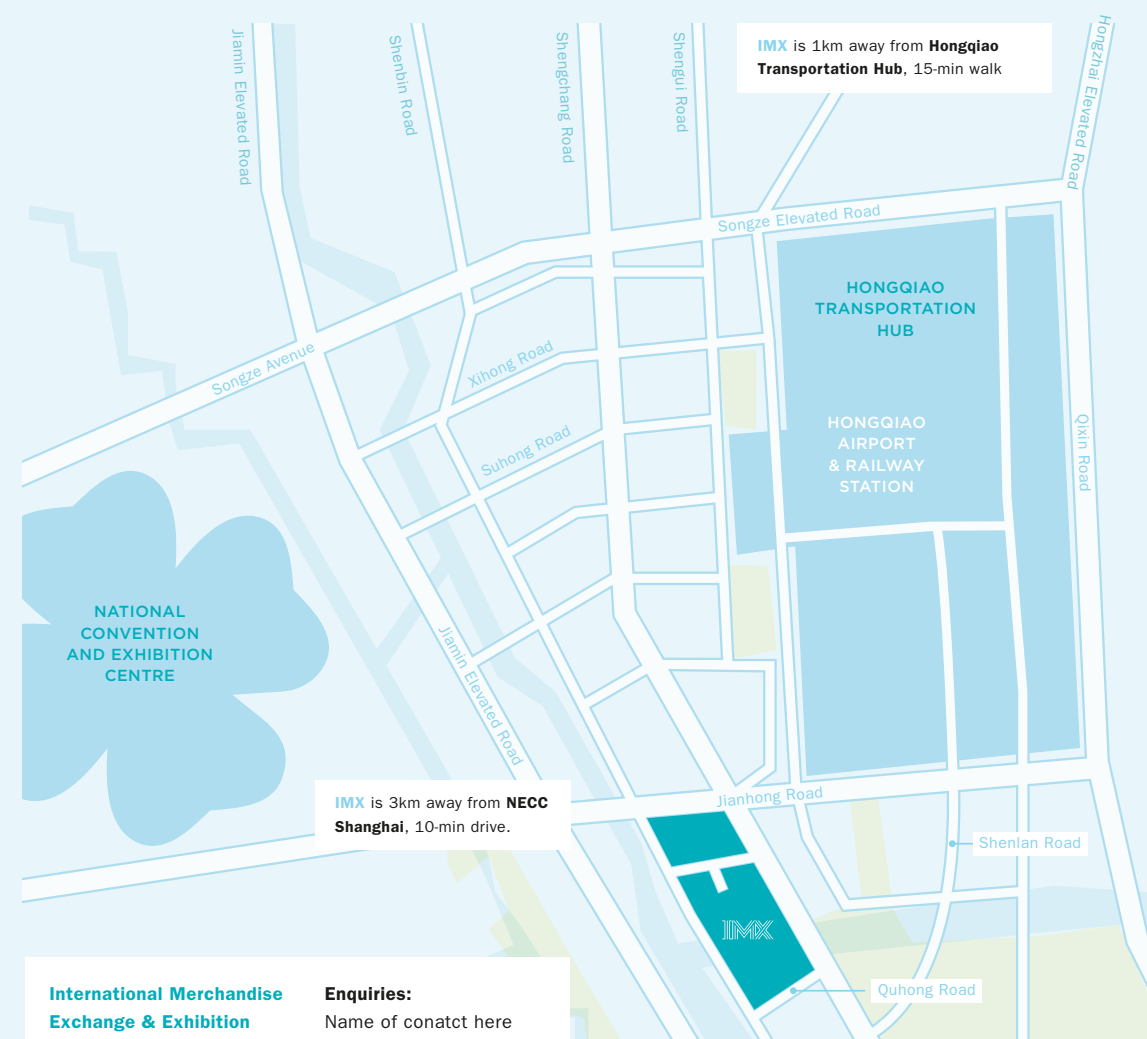 Jiamin Elevated Road
Shenbin Road
Shengchang Road
Shengui Road
IMX is 1km away from Hongqiao
Transportation Hub, 15-min walk
Hongzhai Elevated Road
Songze Elevated Road
HONGQIAO
TRANSPORTATION
HUB
Songze Avenue
Xihong Road
Suhong Road
HONGQIAO
AIRPORT
& RAILWAY
STATION
Qixin Road
NATIONAL
CONVENTION
AND EXHIBITION
CENTRE
Jiamin Elevated Road
IMX is 3km away from NECC
Shanghai, 10-min drive.
Jianhong Road
Shenlan Road
IMX
Quhong Road
International Merchandise
Exchange & Exhibition
Enquiries:
Name of conatct here